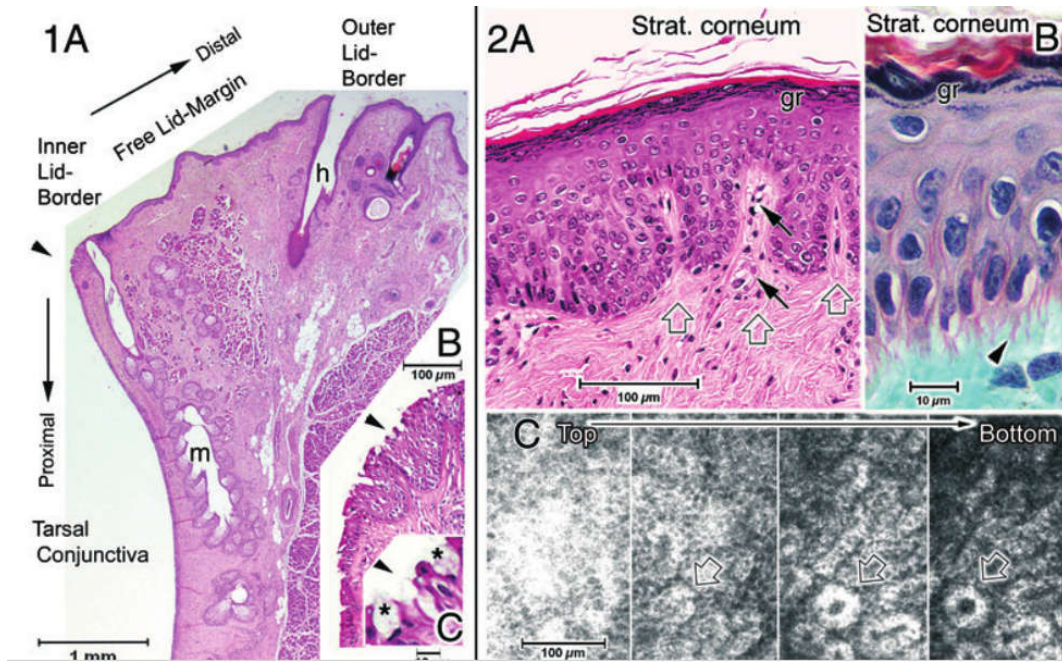 1A
Distal
Free Lid-Margin
Outer
Lid-
Border
Inner
Lid-
Border
h
Proximal
m
Tarsal
Conjunctiva
1 mm
B
100 µm
*
*
C
2A
Strat. corneum
gr
100 µm
Strat. corneum
B
gr
10 µm
C
Top
Bottom
100 µm